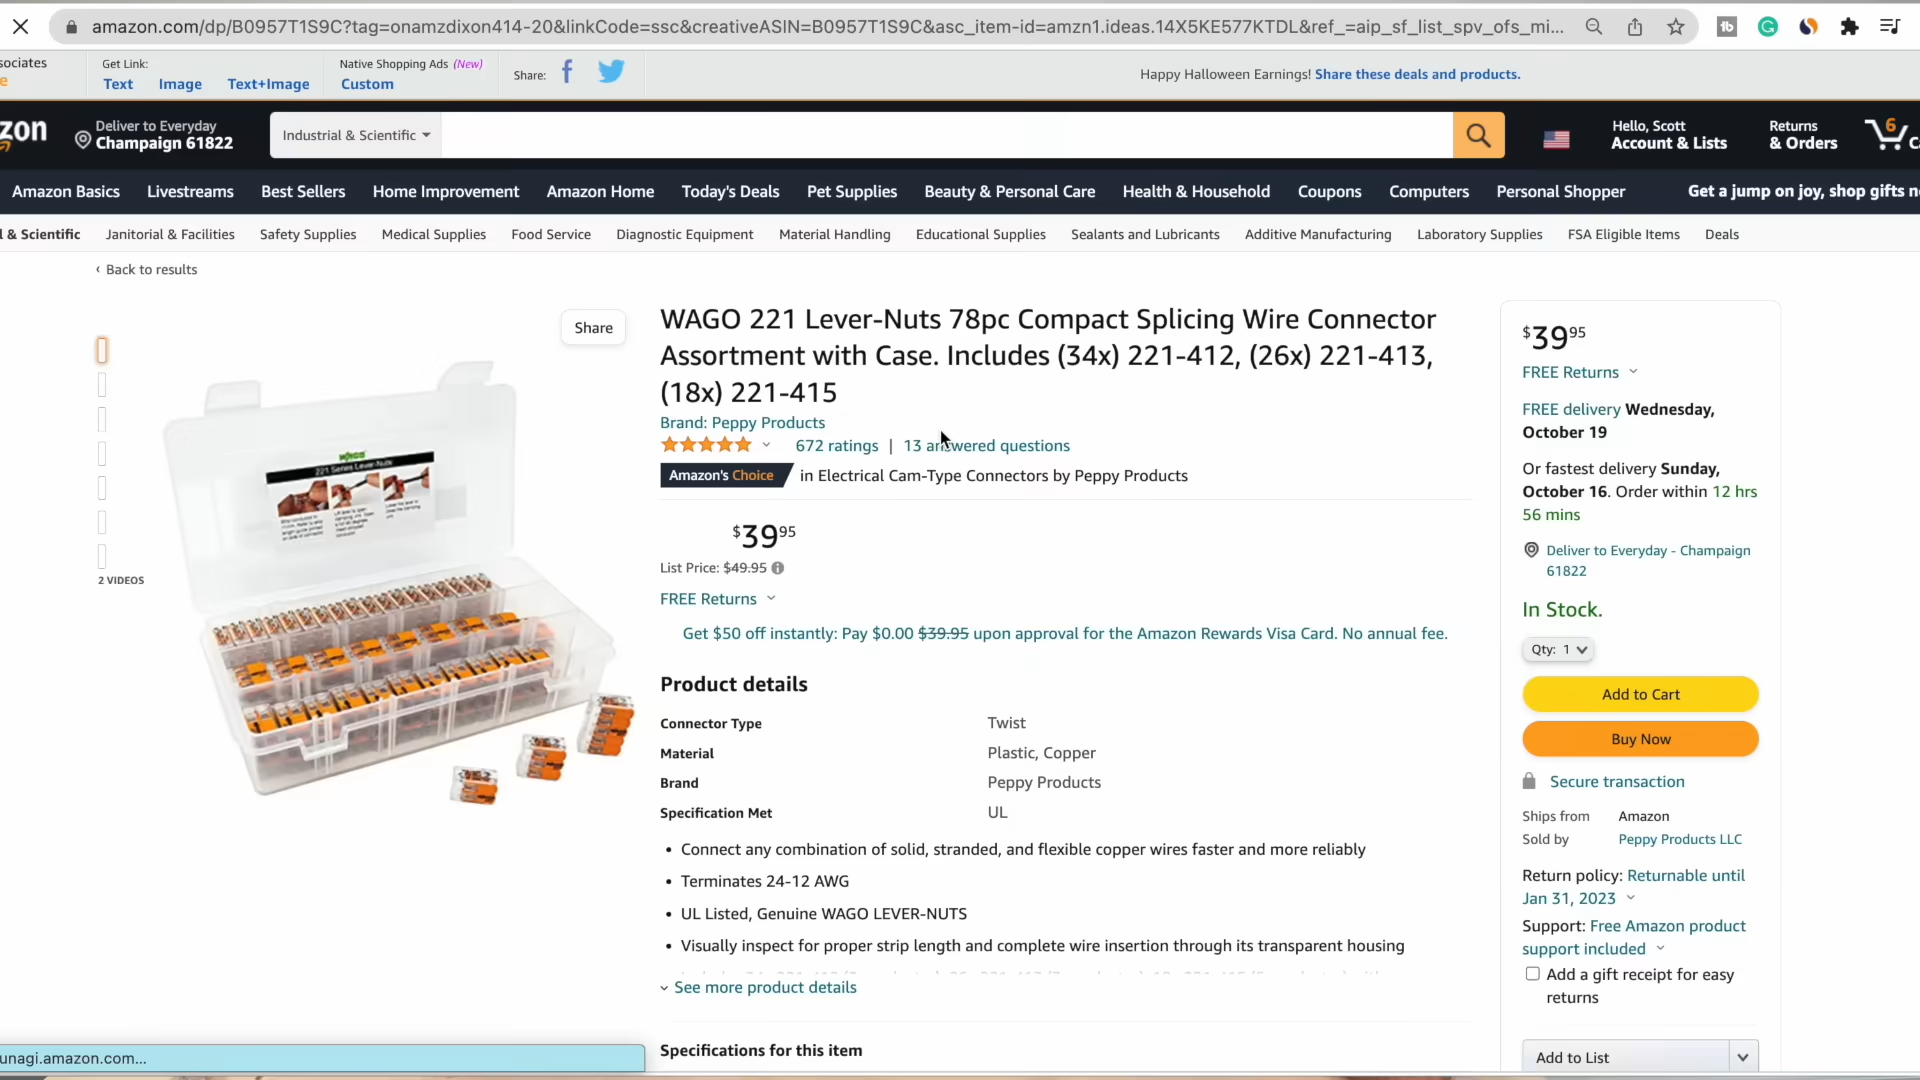 amazon.com/dp/B0957T1S9C?tag=onamzdixon414-20&linkCode=ssc&creativeASIN=B0957T1S9C&asc_item-id=amzn1.ideas.14X5KE577KTDL&ref_=aip_sf_list_spv_ofs_mi...
ociates
Get Link:
Text Image Text+Image
Native Shopping Ads (New)
Custom
Share:
Happy Halloween Earnings! Share these deals and products.
zon
Deliver to Everyday
Champaign 61822
Industrial & Scientific
Hello, Scott
Account & Lists
Returns
& Orders
6
Ca
Amazon Basics Livestreams Best Sellers Home Improvement Amazon Home Today's Deals Pet Supplies Beauty & Personal Care Health & Household Coupons Computers Personal Shopper Get a jump on joy, shop gifts n
l & Scientific Janitorial & Facilities Safety Supplies Medical Supplies Food Service Diagnostic Equipment Material Handling Educational Supplies Sealants and Lubricants Additive Manufacturing Laboratory Supplies FSA Eligible Items Deals
‹ Back to results
Share
2 VIDEOS
WAGO
221 Series Lever-Nuts
WAGO 221 Lever-Nuts 78pc Compact Splicing Wire Connector
Assortment with Case. Includes (34x) 221-412, (26x) 221-413,
(18x) 221-415
Brand: Peppy Products
672 ratings | 13 answered questions
Amazon's Choice in Electrical Cam-Type Connectors by Peppy Products
$39 95
List Price: $49.95
FREE Returns
Get $50 off instantly: Pay $0.00 $39.95 upon approval for the Amazon Rewards Visa Card. No annual fee.
Product details
Connector Type Twist
Material Plastic, Copper
Brand Peppy Products
Specification Met UL
• Connect any combination of solid, stranded, and flexible copper wires faster and more reliably
• Terminates 24-12 AWG
• UL Listed, Genuine WAGO LEVER-NUTS
• Visually inspect for proper strip length and complete wire insertion through its transparent housing
See more product details
Specifications for this item
$39 95
FREE Returns
FREE delivery Wednesday,
October 19
Or fastest delivery Sunday,
October 16. Order within 12 hrs
56 mins
Deliver to Everyday - Champaign
61822
In Stock.
Qty: 1
Add to Cart
Buy Now
Secure transaction
Ships from Amazon
Sold by Peppy Products LLC
Return policy: Returnable until
Jan 31, 2023
Support: Free Amazon product
support included
Add a gift receipt for easy
returns
Add to List
unagi.amazon.com...